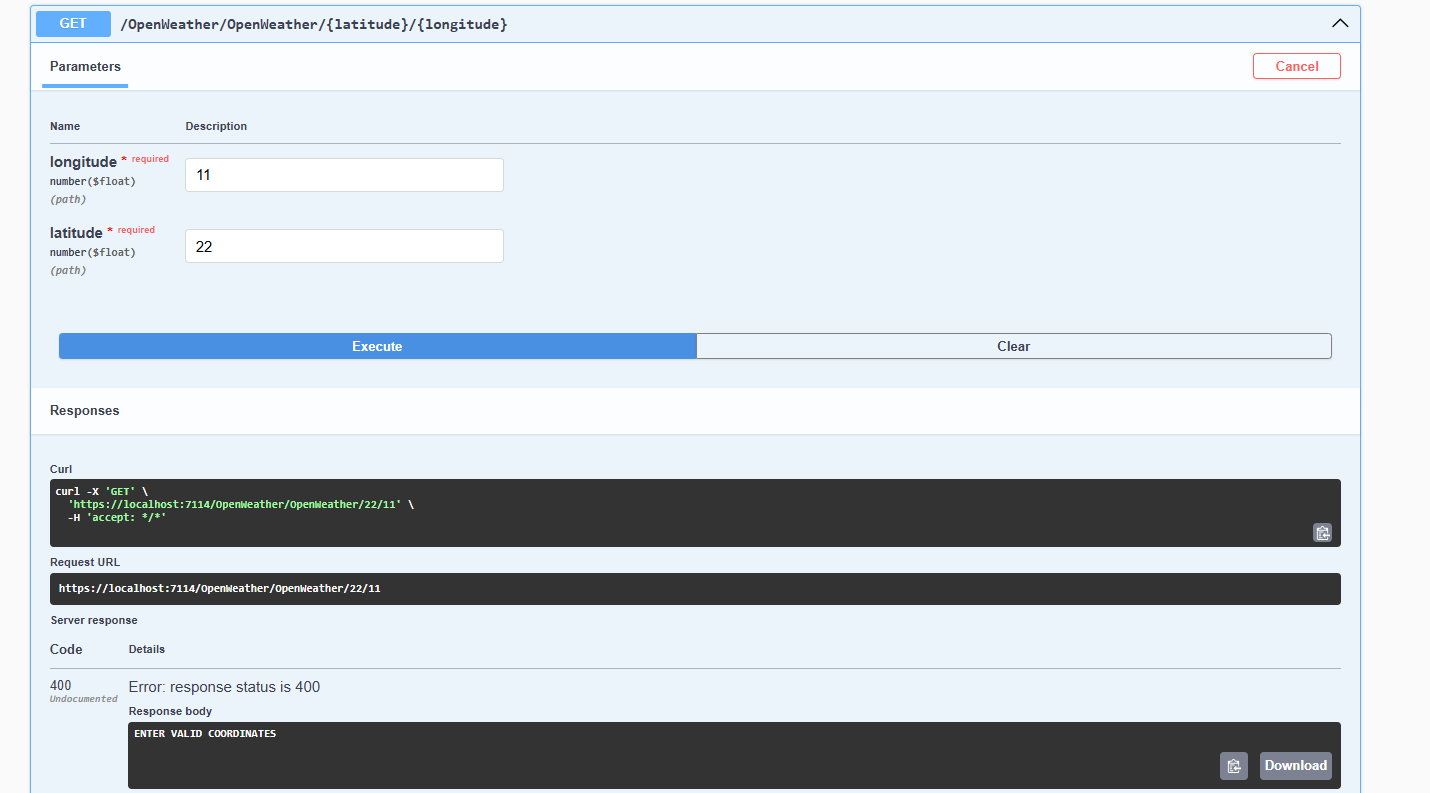 GET /OpenWeather/OpenWeather/{latitude}/{longitude}
Parameters
Cancel
Name Description
longitude * required
number($float)
(path)
11
latitude * required
number($float)
(path)
22
Execute Clear
Responses
Curl
curl -X 'GET' \
'https://localhost:7114/OpenWeather/OpenWeather/22/11' \
-H 'accept: */*'
Request URL
https://localhost:7114/OpenWeather/OpenWeather/22/11
Server response
Code Details
400
Undocumented
Error: response status is 400
Response body
ENTER VALID COORDINATES
Download